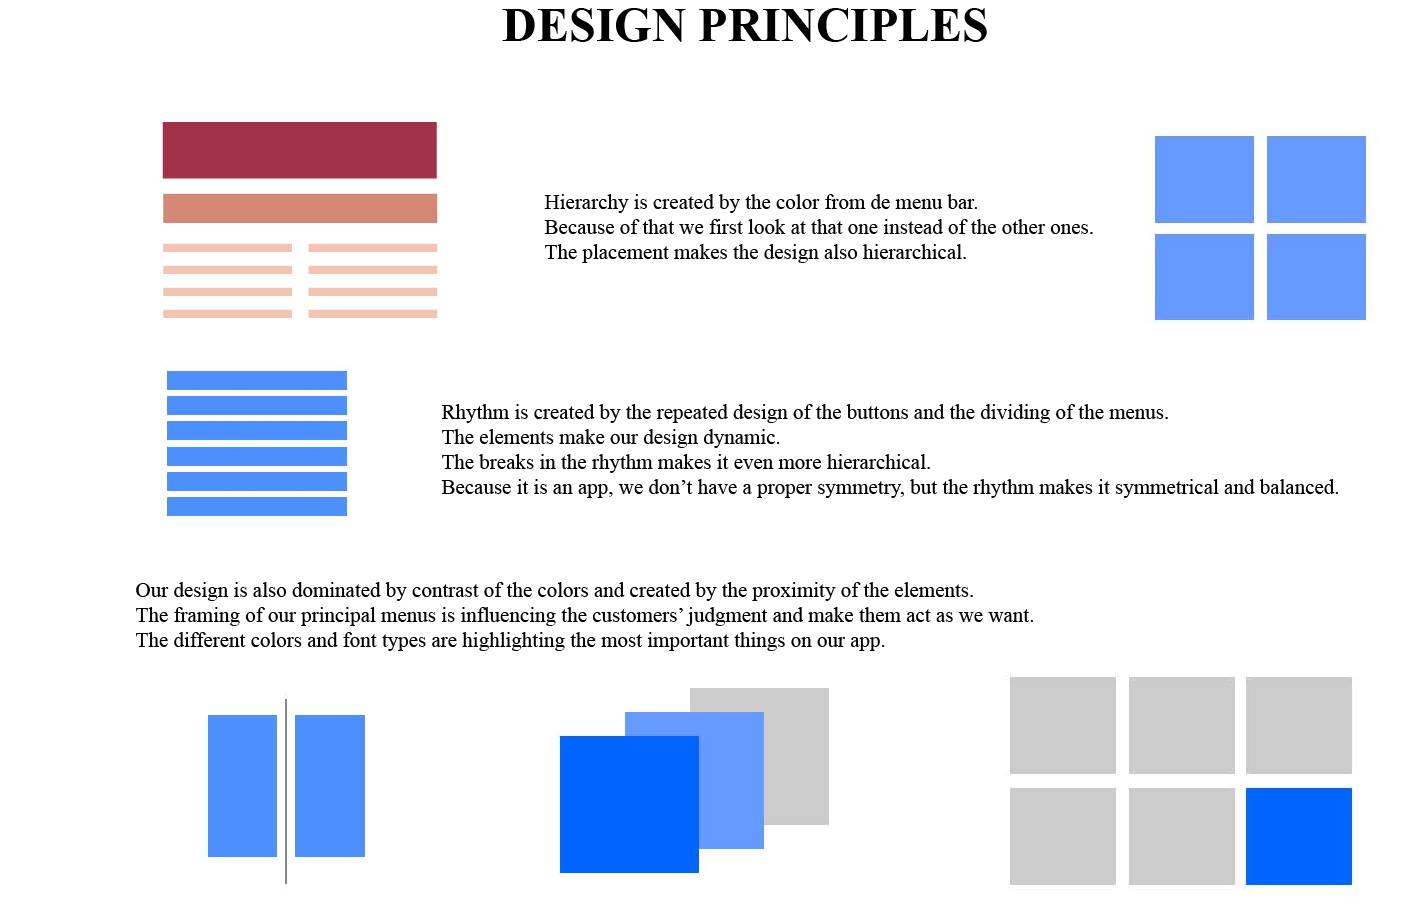 DESIGN PRINCIPLES
Hierarchy is created by the color from de menu bar.
Because of that we first look at that one instead of the other ones.
The placement makes the design also hierarchical.
Rhythm is created by the repeated design of the buttons and the dividing of the menus.
The elements make our design dynamic.
The breaks in the rhythm makes it even more hierarchical.
Because it is an app, we don’t have a proper symmetry, but the rhythm makes it symmetrical and balanced.
Our design is also dominated by contrast of the colors and created by the proximity of the elements.
The framing of our principal menus is influencing the customers’ judgment and make them act as we want.
The different colors and font types are highlighting the most important things on our app.